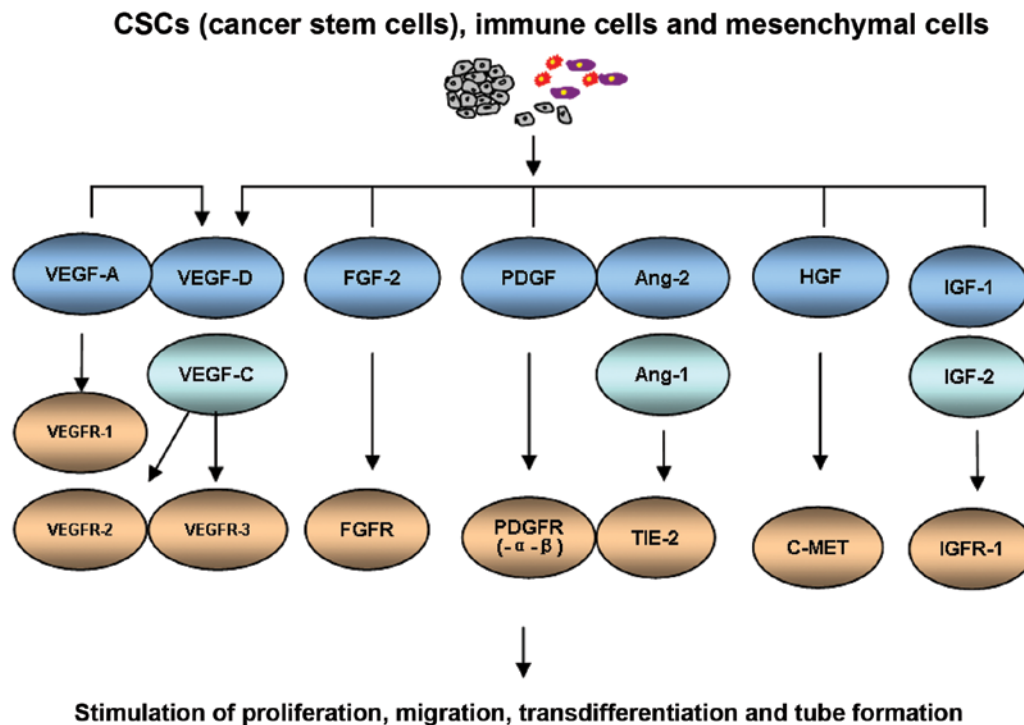 CSCs (cancer stem cells), immune cells and mesenchymal cells
VEGF-A
VEGF-D
FGF-2
PDGF
Ang-2
HGF
IGF-1
VEGF-C
Ang-1
IGF-2
VEGFR-1
VEGFR-2
VEGFR-3
FGFR
PDGFR
(-α-β)
TIE-2
C-MET
IGFR-1
Stimulation of proliferation, migration, transdifferentiation and tube formation